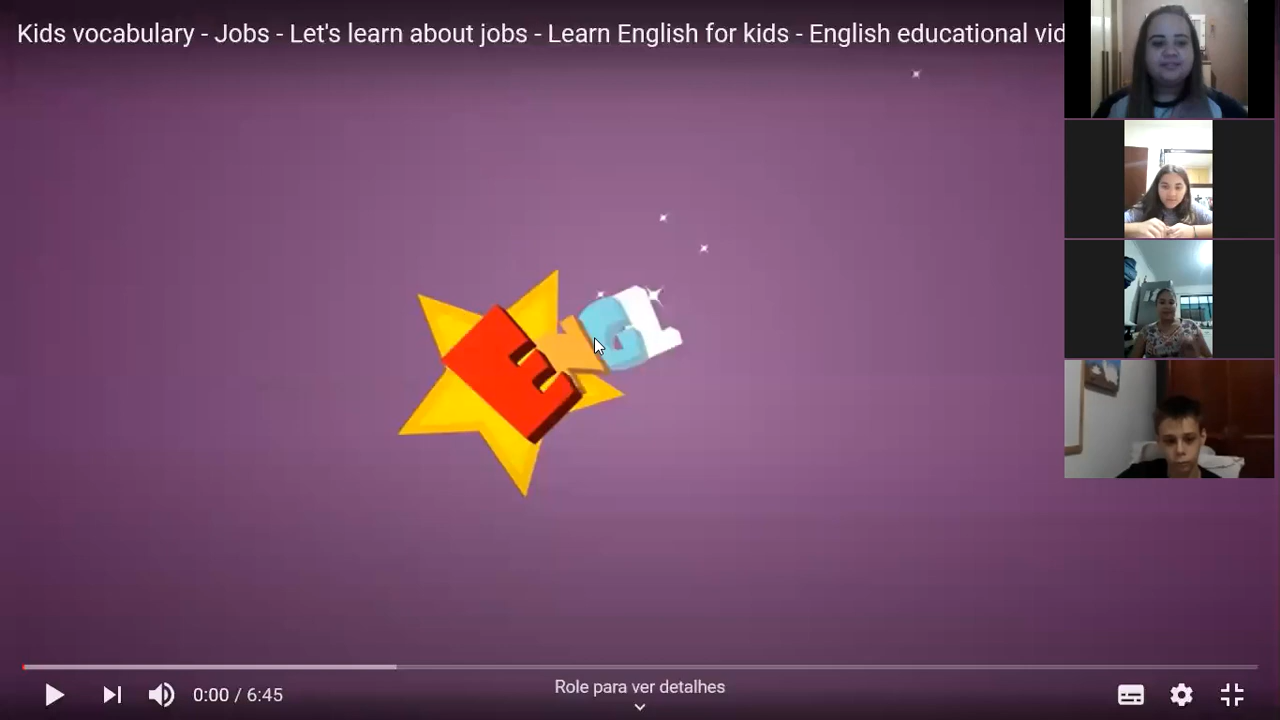 Kids vocabulary - Jobs - Let's learn about jobs - Learn English for kids - English educational vid
E
0:00 / 6:45
Role para ver detalhes